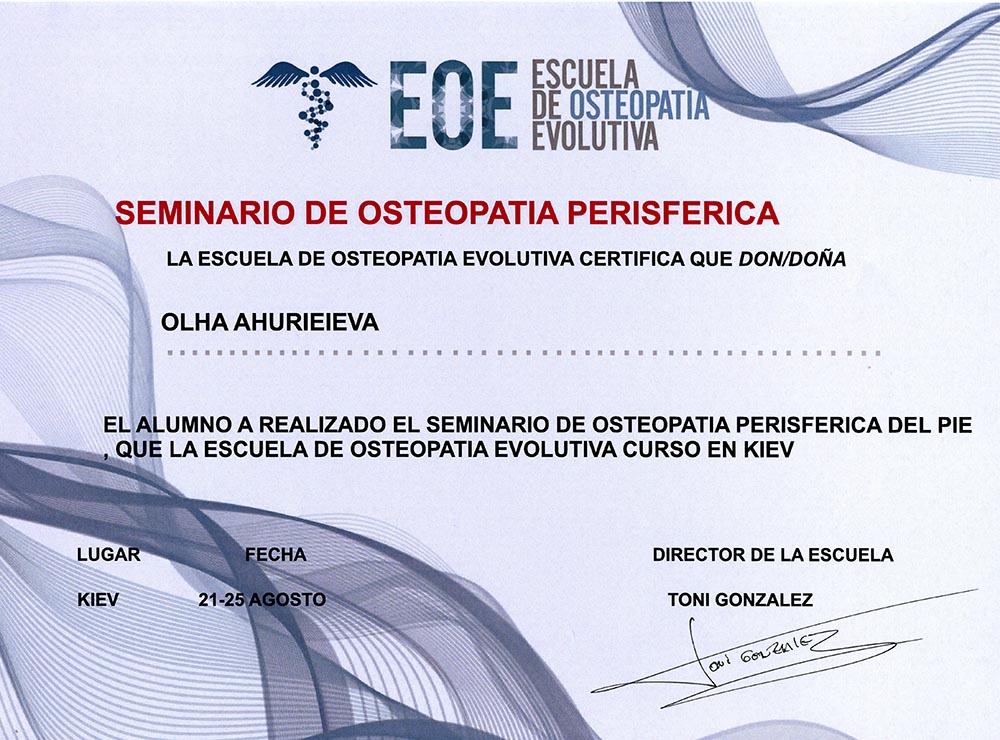 EOE
ESCUELA
DE OSTEOPATÍA
EVOLUTIVA
SEMINARIO DE OSTEOPATIA PERISFERICA
LA ESCUELA DE OSTEOPATIA EVOLUTIVA CERTIFICA QUE DON/DOÑA
OLHA AHURIEIEVA
EL ALUMNO A REALIZADO EL SEMINARIO DE OSTEOPATIA PERISFERICA DEL PIE
, QUE LA ESCUELA DE OSTEOPATIA EVOLUTIVA CURSO EN KIEV
LUGAR FECHA DIRECTOR DE LA ESCUELA
KIEV 21-25 AGOSTO TONI GONZALEZ
TONI GONZALEZ